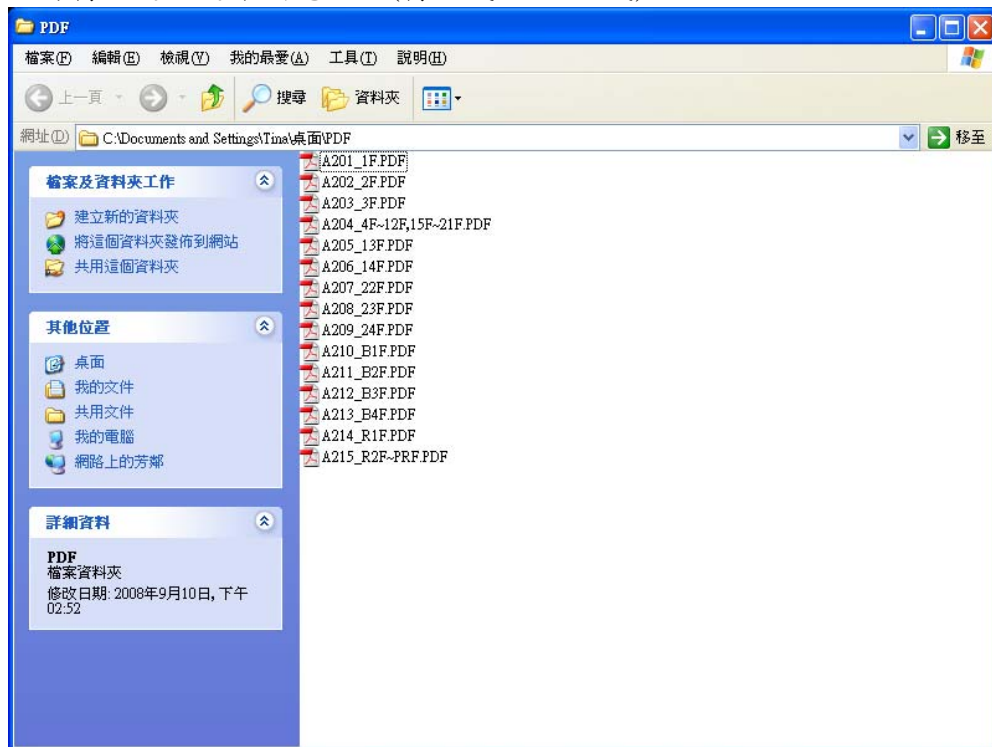 PDF
檔案(F) 編輯(E) 檢視(V) 我的最愛(A) 工具(T) 說明(H)
上一頁 搜尋 資料夾
網址(D) C:\Documents and Settings\Tina\桌面\PDF 移至
檔案及資料夾工作
建立新的資料夾
將這個資料夾發佈到網站
共用這個資料夾
其他位置
桌面
我的文件
共用文件
我的電腦
網路上的芳鄰
詳細資料
PDF
檔案資料夾
修改日期: 2008年9月10日, 下午
02:52
A201_1F.PDF
A202_2F.PDF
A203_3F.PDF
A204_4F~12F,15F~21F.PDF
A205_13F.PDF
A206_14F.PDF
A207_22F.PDF
A208_23F.PDF
A209_24F.PDF
A210_B1F.PDF
A211_B2F.PDF
A212_B3F.PDF
A213_B4F.PDF
A214_R1F.PDF
A215_R2F~PRF.PDF